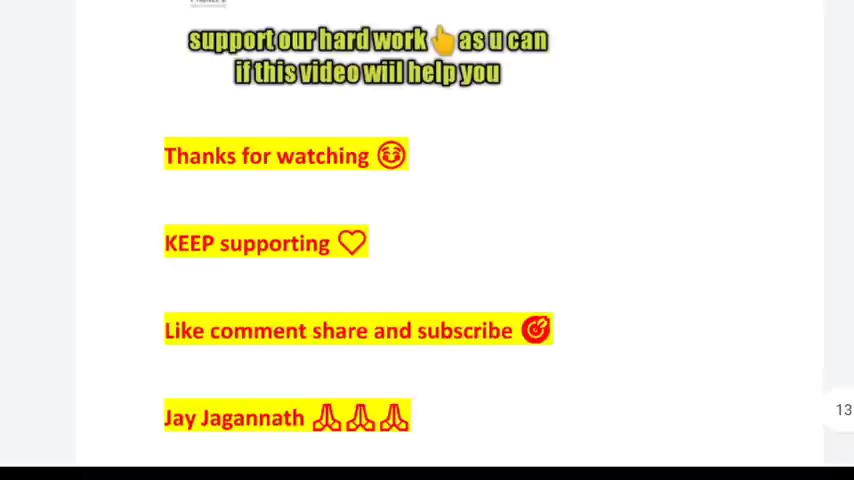 support our hard work👆as u can
if this video wiil help you
Thanks for watching 😂
KEEP supporting ♡
Like comment share and subscribe 🎯
Jay Jagannath 🙏🙏🙏
13